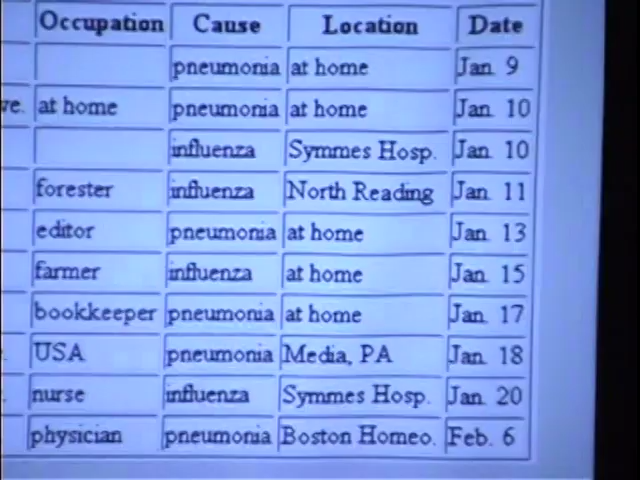 Occupation Cause Location Date
pneumonia at home Jan. 9
ve. at home pneumonia at home Jan. 10
influenza Symmes Hosp. Jan. 10
forester influenza North Reading Jan. 11
editor pneumonia at home Jan. 13
farmer influenza at home Jan. 15
bookkeeper pneumonia at home Jan. 17
USA pneumonia Media, PA Jan. 18
nurse influenza Symmes Hosp. Jan. 20
physician pneumonia Boston Homeo. Feb. 6